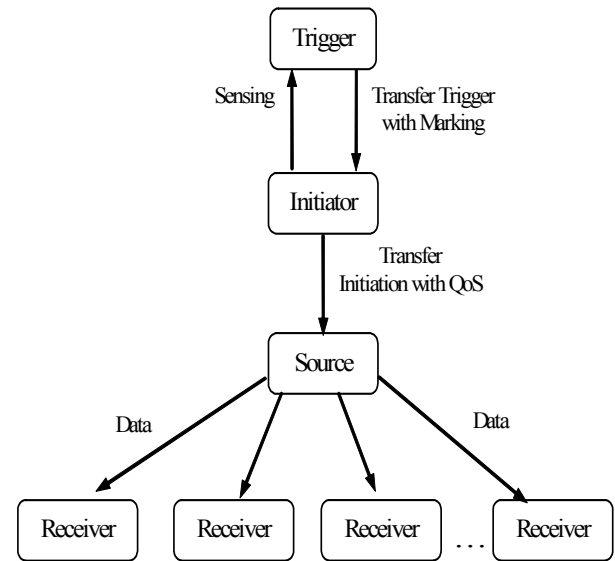 Trigger
Sensing
Transfer Trigger
with Marking
Initiator
Transfer
Initiation with QoS
Source
Data
Data
Receiver
Receiver
Receiver
...
Receiver